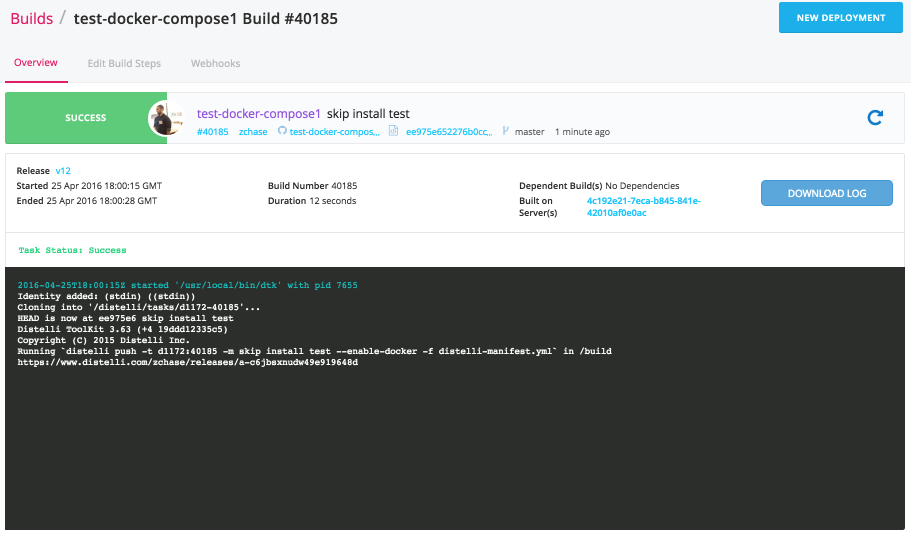 Builds / test-docker-compose1 Build #40185
NEW DEPLOYMENT
Overview Edit Build Steps Webhooks
SUCCESS
test-docker-compose1 skip install test
#40185 zchase test-docker-compos... ee975e652276b0cc... master 1 minute ago
Release v12
Started 25 Apr 2016 18:00:15 GMT
Ended 25 Apr 2016 18:00:28 GMT
Build Number 40185
Duration 12 seconds
Dependent Build(s) No Dependencies
Built on Server(s) 4c192e21-7eca-b845-841e-42010af0e0ac
DOWNLOAD LOG
Task Status: Success
2016-04-25T18:00:15Z started '/usr/local/bin/dtk' with pid 7655
Identity added: (stdin) ((stdin))
Cloning into '/distelli/tasks/d1172-40185'...
HEAD is now at ee975e6 skip install test
Distelli ToolKit 3.63 (+4 19ddd12335c5)
Copyright (C) 2015 Distelli Inc.
Running `distelli push -t d1172:40185 -m skip install test --enable-docker -f distelli-manifest.yml` in /build
https://www.distelli.com/zchase/releases/a-c6jbsxnudw49e919648d